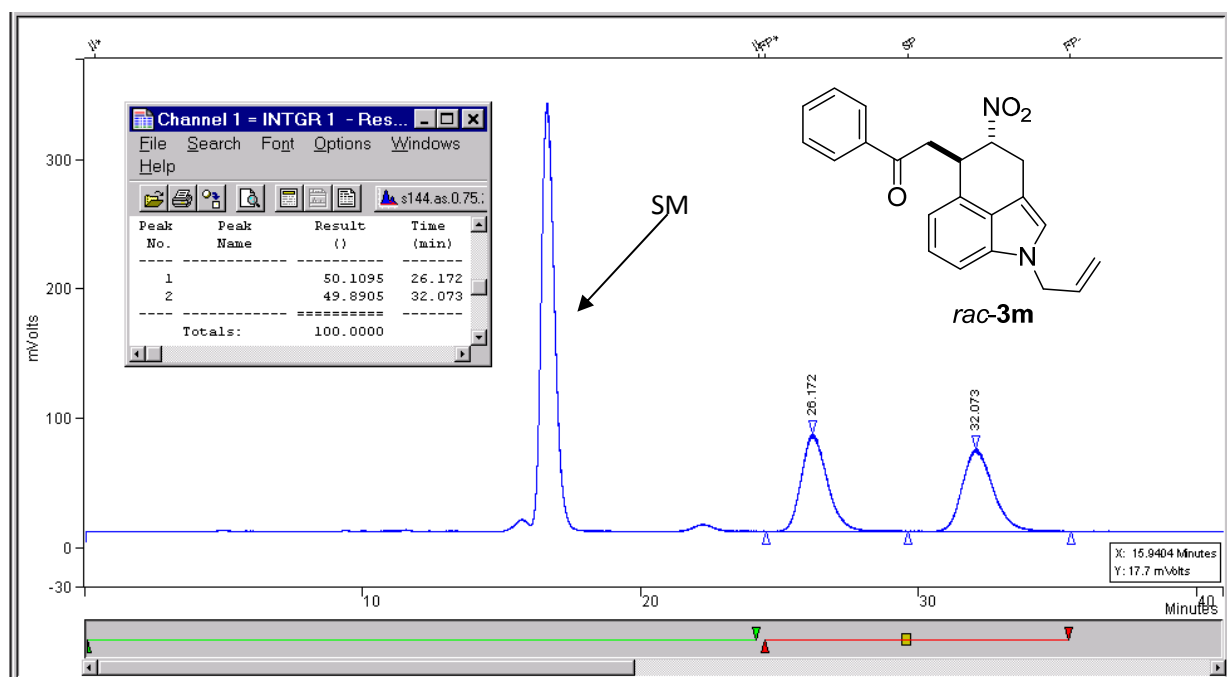 Channel 1 = INTGR 1 - Res...
File Search Font Options Windows
Help
s144.as.0.75.:
Peak Peak Result Time
No. Name () (min)
---- ------------ ---------- -------
1 50.1095 26.172
2 49.8905 32.073
---- ------------ ========== -------
Totals: 100.0000
SM
NO2
O
N
rac-3m
26.172
32.073
SP
300
200
100
0
-30
mVolts
10
20
30
40
Minutes
X: 15.9404 Minutes
Y: 17.7 mVolts